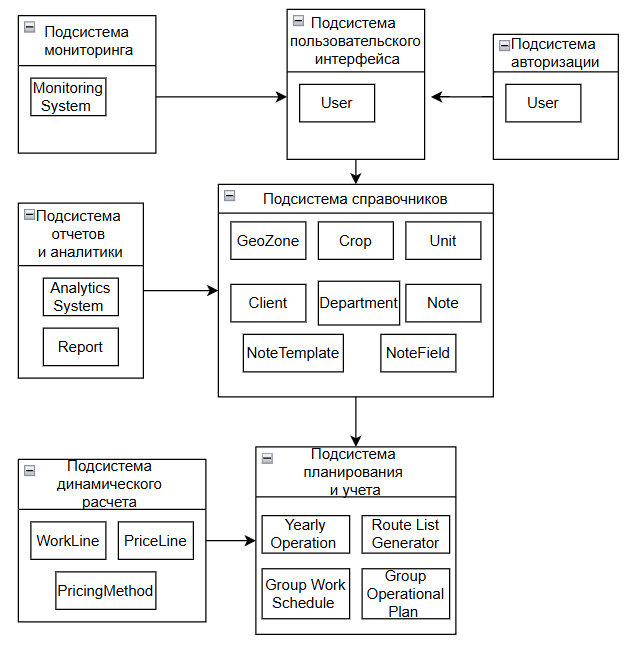 Подсистема
мониторинга
Monitoring
System
Подсистема
пользовательского
интерфейса
User
Подсистема
авторизации
User
Подсистема справочников
GeoZone
Crop
Unit
Client
Department
Note
NoteTemplate
NoteField
Подсистема
отчетов
и аналитики
Analytics
System
Report
Подсистема
динамического
расчета
WorkLine
PriceLine
PricingMethod
Подсистема
планирования
и учета
Yearly
Operation
Route List
Generator
Group Work
Schedule
Group
Operational
Plan